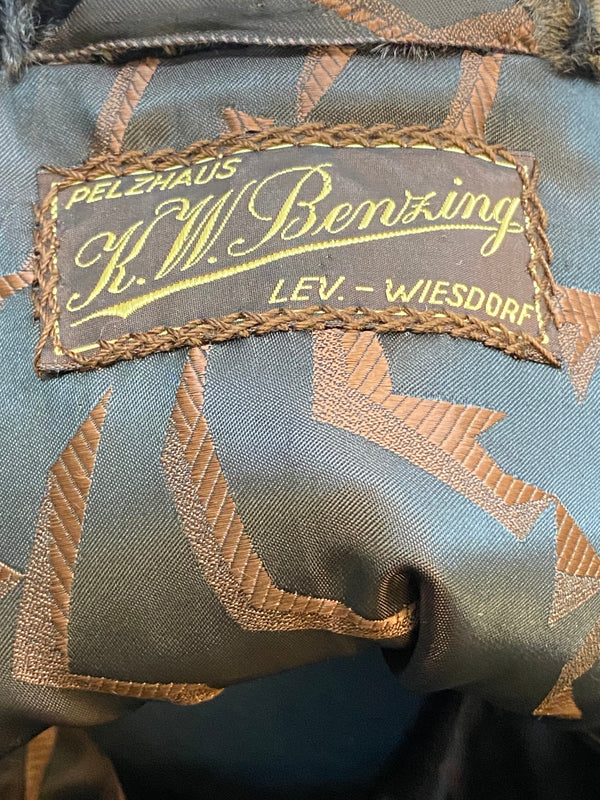 PELZHAUS
K.W. Benzing
LEV. - WIESDORF